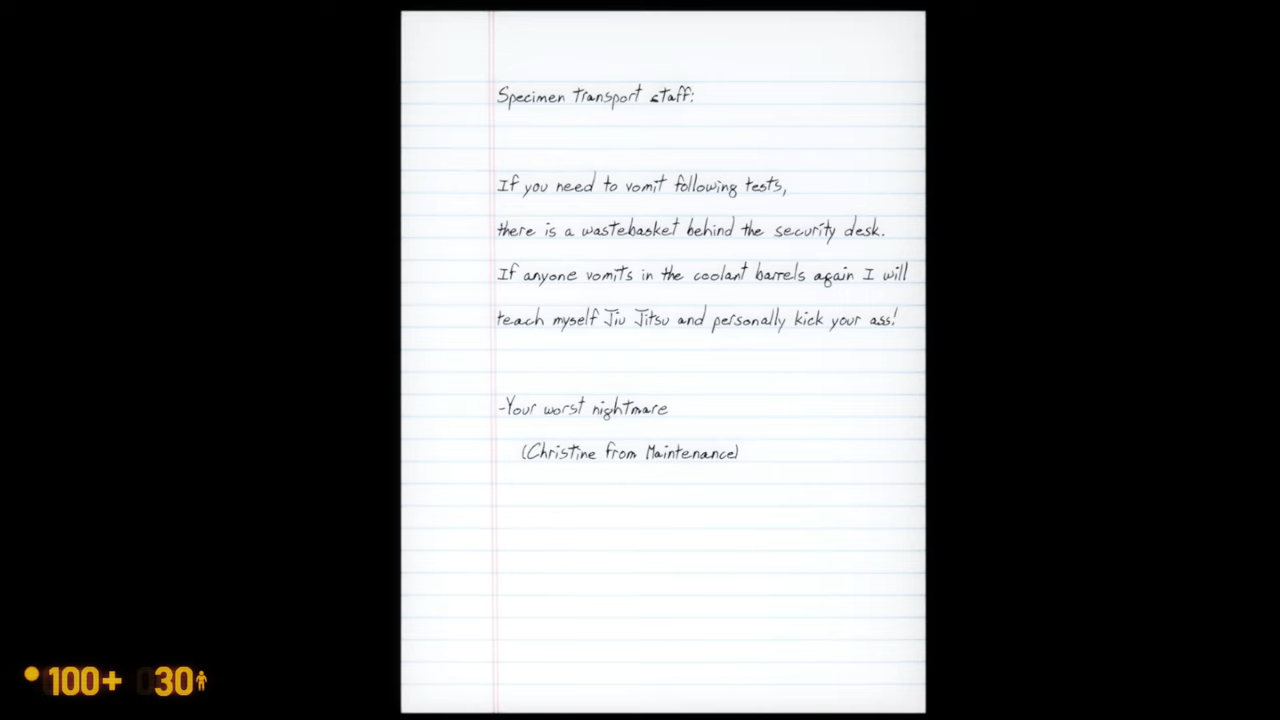 Specimen transport staff:
If you need to vomit following tests,
there is a wastebasket behind the security desk.
If anyone vomits in the coolant barrels again I will
teach myself Jiu Jitsu and personally kick your ass!
-Your worst nightmare
(Christine from Maintenance)
100+ 30